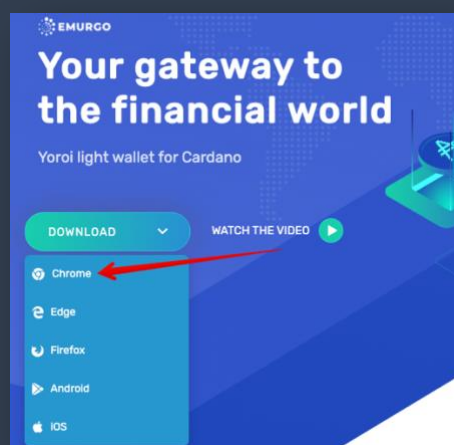 EMURGO
Your gateway to
the financial world
Yoroi light wallet for Cardano
DOWNLOAD
WATCH THE VIDEO
Chrome
Edge
Firefox
Android
iOS